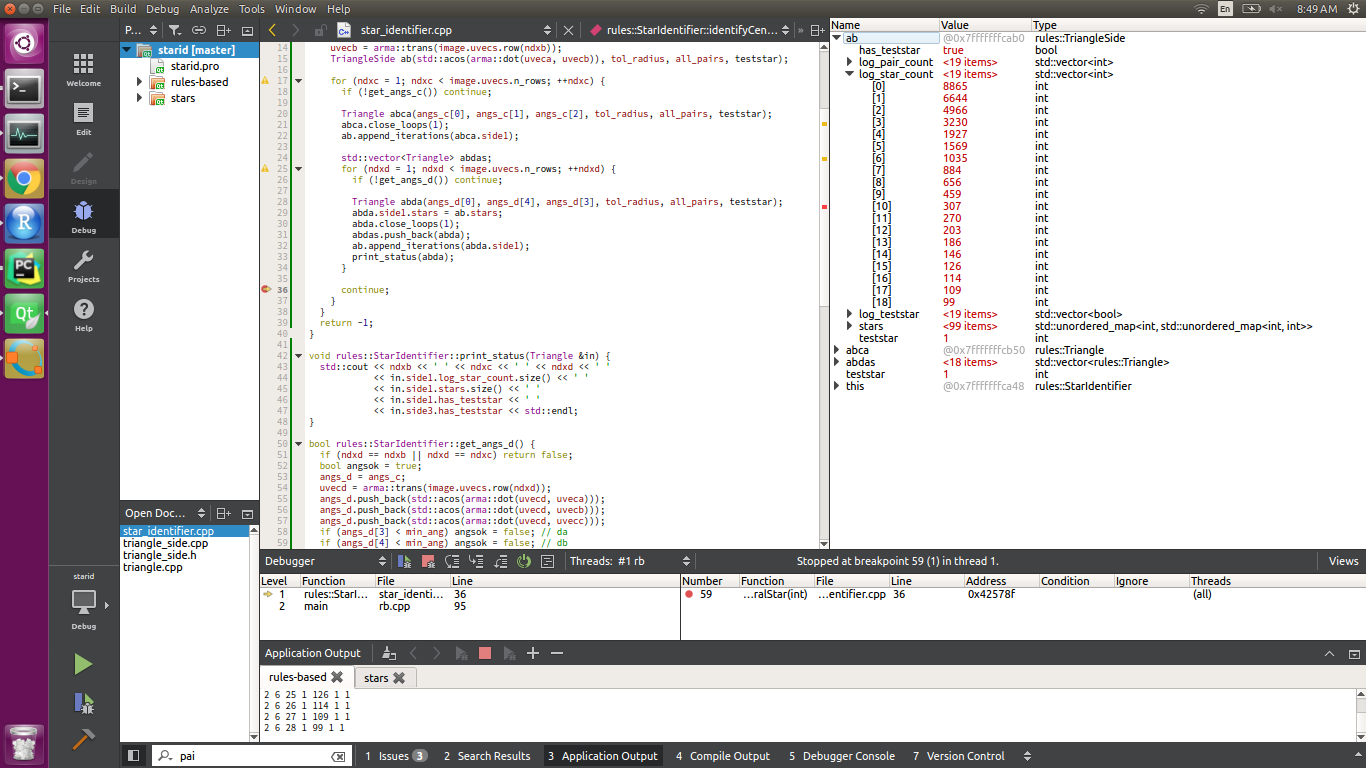 File Edit Build Debug Analyze Tools Window Help
En
8:49 AM
Welcome
Edit
Design
Debug
Projects
Help
starid
Debug
P...
starid [master]
starid.pro
rules-based
stars
Open Doc...
star_identifier.cpp
triangle_side.cpp
triangle_side.h
triangle.cpp
star_identifier.cpp
rules::StarIdentifier::identifyCen...
14 uvecb = arma::trans(image.uvecs.row(ndxb));
15 TriangleSide ab(std::acos(arma::dot(uveca, uvecb)), tol_radius, all_pairs, teststar);
16
17 for (ndxc = 1; ndxc < image.uvecs.n_rows; ++ndxc) {
18 if (!get_angs_c()) continue;
19
20 Triangle abca(angs_c[0], angs_c[1], angs_c[2], tol_radius, all_pairs, teststar);
21 abca.close_loops(1);
22 ab.append_iterations(abca.side1);
23
24 std::vector<Triangle> abdas;
25 for (ndxd = 1; ndxd < image.uvecs.n_rows; ++ndxd) {
26 if (!get_angs_d()) continue;
27
28 Triangle abda(angs_d[0], angs_d[4], angs_d[3], tol_radius, all_pairs, teststar);
29 abda.side1.stars = ab.stars;
30 abda.close_loops(1);
31 abdas.push_back(abda);
32 ab.append_iterations(abda.side1);
33 print_status(abda);
34 }
35
36 continue;
37 }
38 }
39 return -1;
40 }
41
42 void rules::StarIdentifier::print_status(Triangle &in) {
43 std::cout << ndxb << ' ' << ndxc << ' ' << ndxd << ' '
44 << in.side1.log_star_count.size() << ' '
45 << in.side1.stars.size() << ' '
46 << in.side1.has_teststar << ' '
47 << in.side3.has_teststar << std::endl;
48 }
49
50 bool rules::StarIdentifier::get_angs_d() {
51 if (ndxd == ndxb || ndxd == ndxc) return false;
52 bool angsok = true;
53 angs_d = angs_c;
54 uvecd = arma::trans(image.uvecs.row(ndxd));
55 angs_d.push_back(std::acos(arma::dot(uvecd, uveca)));
56 angs_d.push_back(std::acos(arma::dot(uvecd, uvecb)));
57 angs_d.push_back(std::acos(arma::dot(uvecd, uvecc)));
58 if (angs_d[3] < min_ang) angsok = false; // da
59 if (angs_d[4] < min_ang) angsok = false; // db
Name Value Type
ab @0x7fffffffcab0 rules::TriangleSide
has_teststar true bool
log_pair_count <19 items> std::vector<int>
log_star_count <19 items> std::vector<int>
[0] 8865 int
[1] 6644 int
[2] 4966 int
[3] 3230 int
[4] 1927 int
[5] 1569 int
[6] 1035 int
[7] 884 int
[8] 656 int
[9] 459 int
[10] 307 int
[11] 270 int
[12] 203 int
[13] 186 int
[14] 146 int
[15] 126 int
[16] 114 int
[17] 109 int
[18] 99 int
log_teststar <19 items> std::vector<bool>
stars <99 items> std::unordered_map<int, std::unordered_map<int, int>>
teststar 1 int
abca @0x7fffffffcb50 rules::Triangle
abdas <18 items> std::vector<rules::Triangle>
teststar 1 int
this @0x7fffffffca48 rules::StarIdentifier
Debugger Threads: #1 rb Stopped at breakpoint 59 (1) in thread 1. Views
Level Function File Line
1 rules::StarI... star_identi... 36
2 main rb.cpp 95
Number Function File Line Address Condition Ignore Threads
59 ...ralStar(int) ...entifier.cpp 36 0x42578f (all)
Application Output
rules-based
stars
2 6 25 1 126 1 1
2 6 26 1 114 1 1
2 6 27 1 109 1 1
2 6 28 1 99 1 1
pai
1 Issues 3 2 Search Results 3 Application Output 4 Compile Output 5 Debugger Console 7 Version Control